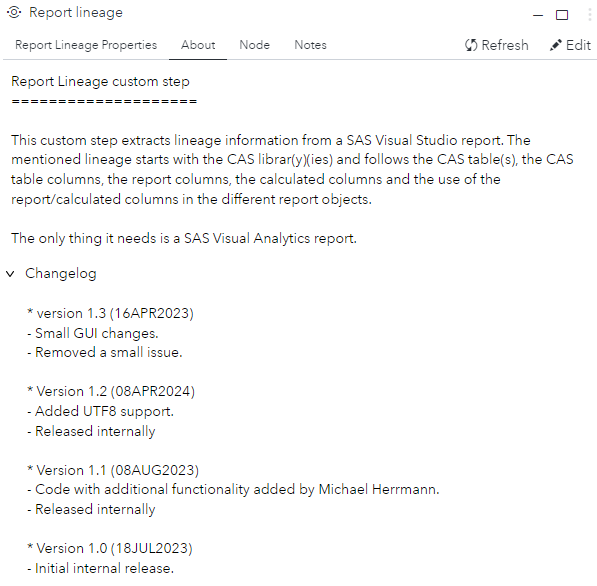 Report lineage
Report Lineage Properties About Node Notes Refresh Edit
Report Lineage custom step
====================
This custom step extracts lineage information from a SAS Visual Studio report. The
mentioned lineage starts with the CAS librar(y)(ies) and follows the CAS table(s), the CAS
table columns, the report columns, the calculated columns and the use of the
report/calculated columns in the different report objects.
The only thing it needs is a SAS Visual Analytics report.
Changelog
* version 1.3 (16APR2023)
- Small GUI changes.
- Removed a small issue.
* Version 1.2 (08APR2024)
- Added UTF8 support.
- Released internally
* Version 1.1 (08AUG2023)
- Code with additional functionality added by Michael Herrmann.
- Released internally
* Version 1.0 (18JUL2023)
- Initial internal release.